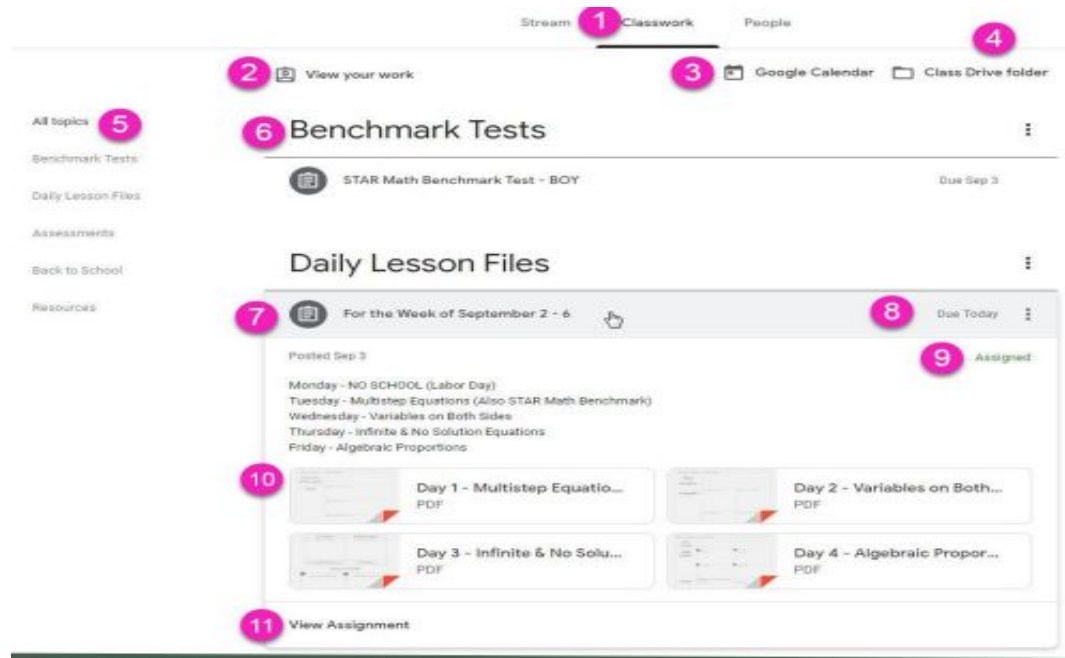 Stream 1 Classwork People
4
2 View your work 3 Google Calendar Class Drive folder
All topics 5
6 Benchmark Tests
Benchmark Tests
STAR Math Benchmark Test - BOY Due Sep 3
Daily Lesson Files
Assessments
Daily Lesson Files
Back to School
Resources
7 For the Week of September 2 - 6 8 Due Today
Posted Sep 3 9 Assigned
Monday - NO SCHOOL (Labor Day)
Tuesday - Multistep Equations (Also STAR Math Benchmark)
Wednesday - Variables on Both Sides
Thursday - Infinite & No Solution Equations
Friday - Algebraic Proportions
10
Day 1 - Multistep Equatio...
PDF
Day 2 - Variables on Both...
PDF
Day 3 - Infinite & No Solu...
PDF
Day 4 - Algebraic Propor...
PDF
11 View Assignment